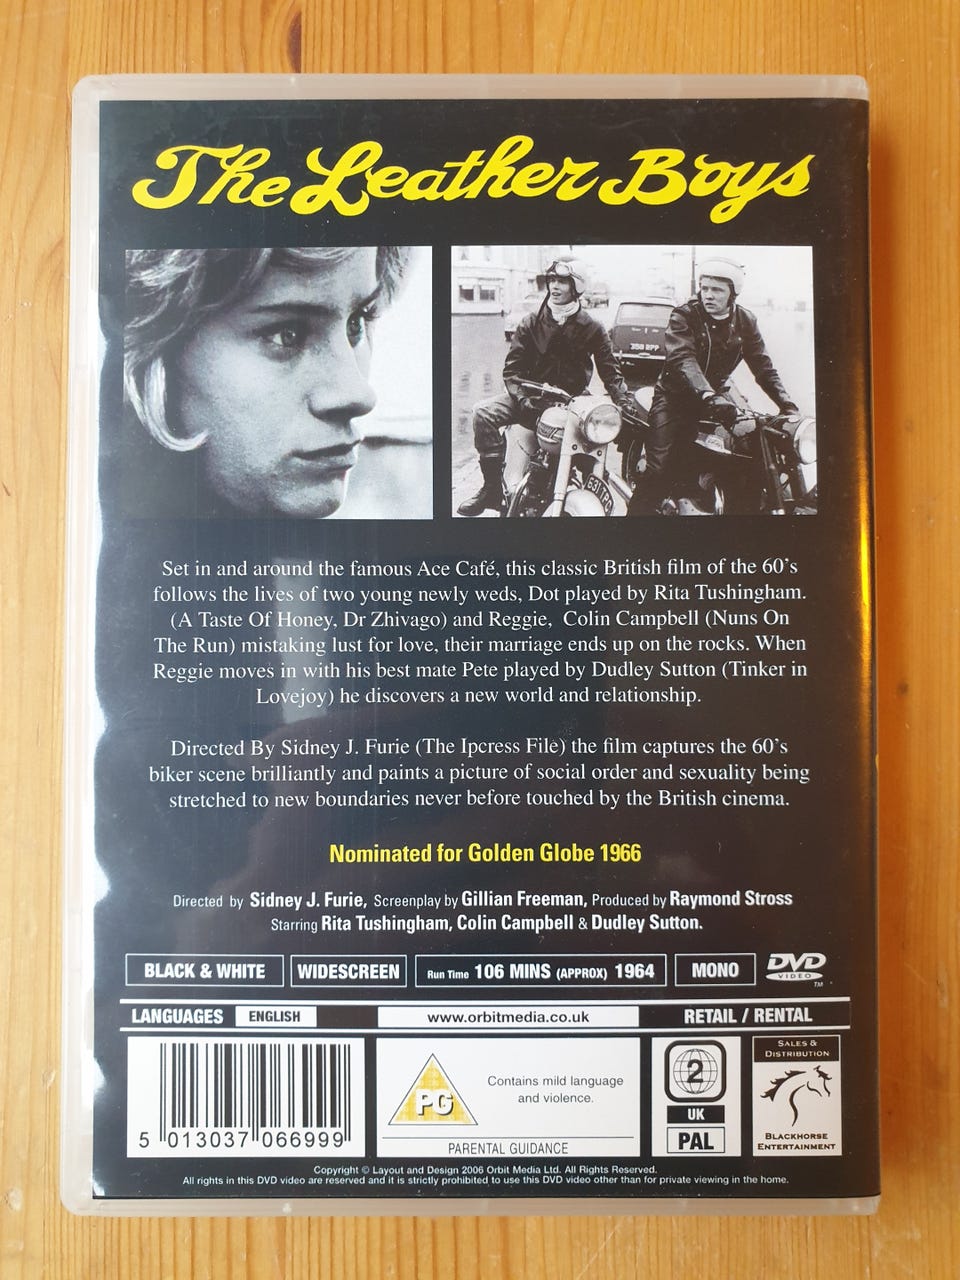 The Leather Boys
358 RPP
631 TPD
Set in and around the famous Ace Café, this classic British film of the 60's
follows the lives of two young newly weds, Dot played by Rita Tushingham.
(A Taste Of Honey, Dr Zhivago) and Reggie, Colin Campbell (Nuns On
The Run) mistaking lust for love, their marriage ends up on the rocks. When
Reggie moves in with his best mate Pete played by Dudley Sutton (Tinker in
Lovejoy) he discovers a new world and relationship.
Directed By Sidney J. Furie (The Ipcress File) the film captures the 60's
biker scene brilliantly and paints a picture of social order and sexuality being
stretched to new boundaries never before touched by the British cinema.
Nominated for Golden Globe 1966
Directed by Sidney J. Furie, Screenplay by Gillian Freeman, Produced by Raymond Stross
Starring Rita Tushingham, Colin Campbell & Dudley Sutton.
BLACK & WHITE WIDESCREEN Run Time 106 MINS (APPROX) 1964 MONO DVD VIDEO TM
LANGUAGES ENGLISH www.orbitmedia.co.uk RETAIL / RENTAL
5 013037 066999
PG
Contains mild language
and violence.
PARENTAL GUIDANCE
2
UK
PAL
SALES &
DISTRIBUTION
BLACKHORSE
ENTERTAINMENT
Copyright © Layout and Design 2006 Orbit Media Ltd. All Rights Reserved.
All rights in this DVD video are reserved and it is strictly prohibited to use this DVD video other than for private viewing in the home.